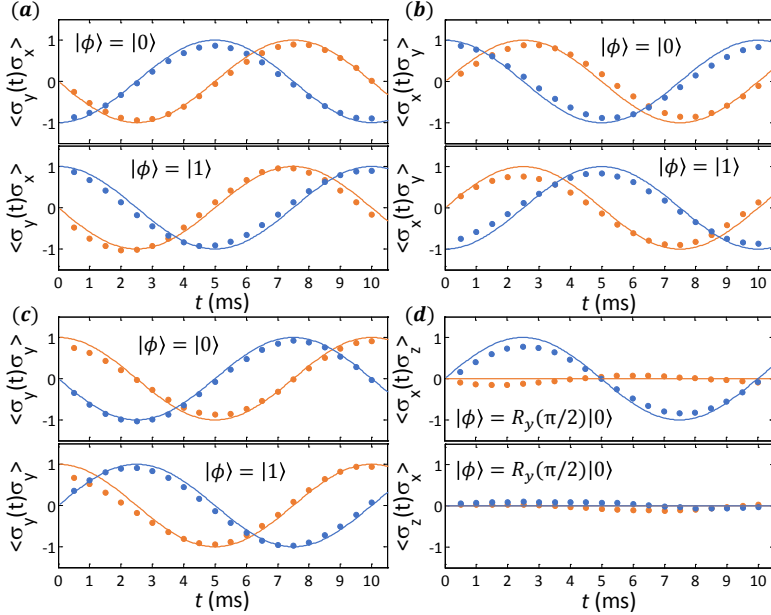 (a)
<σy(t)σx>
|ϕ⟩ = |0⟩
1
0
-1
<σy(t)σx>
|ϕ⟩ = |1⟩
1
0
-1
0 1 2 3 4 5 6 7 8 9 10
t (ms)
(b)
<σx(t)σy>
|ϕ⟩ = |0⟩
1
0
-1
<σx(t)σy>
|ϕ⟩ = |1⟩
1
0
-1
0 1 2 3 4 5 6 7 8 9 10
t (ms)
(c)
<σy(t)σy>
|ϕ⟩ = |0⟩
1
0
-1
<σy(t)σy>
|ϕ⟩ = |1⟩
1
0
-1
0 1 2 3 4 5 6 7 8 9 10
t (ms)
(d)
<σx(t)σz>
1
0
-1
|ϕ⟩ = Ry(π/2)|0⟩
<σz(t)σx>
|ϕ⟩ = Ry(π/2)|0⟩
1
0
-1
0 1 2 3 4 5 6 7 8 9 10
t (ms)